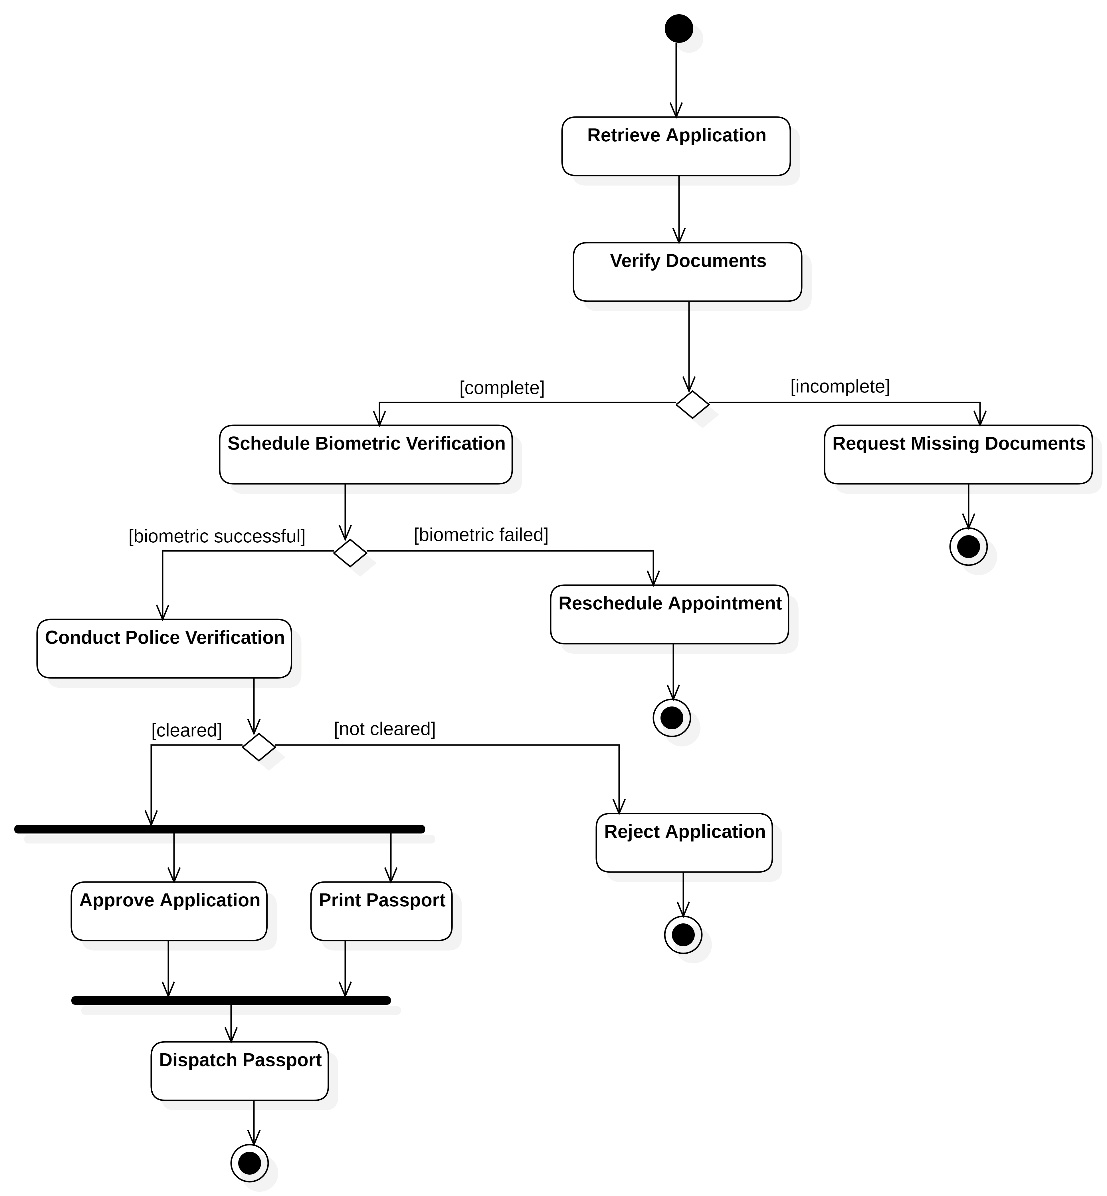 Retrieve Application
Verify Documents
[complete]
[incomplete]
Schedule Biometric Verification
Request Missing Documents
[biometric successful]
[biometric failed]
Reschedule Appointment
Conduct Police Verification
[cleared]
[not cleared]
Reject Application
Approve Application
Print Passport
Dispatch Passport